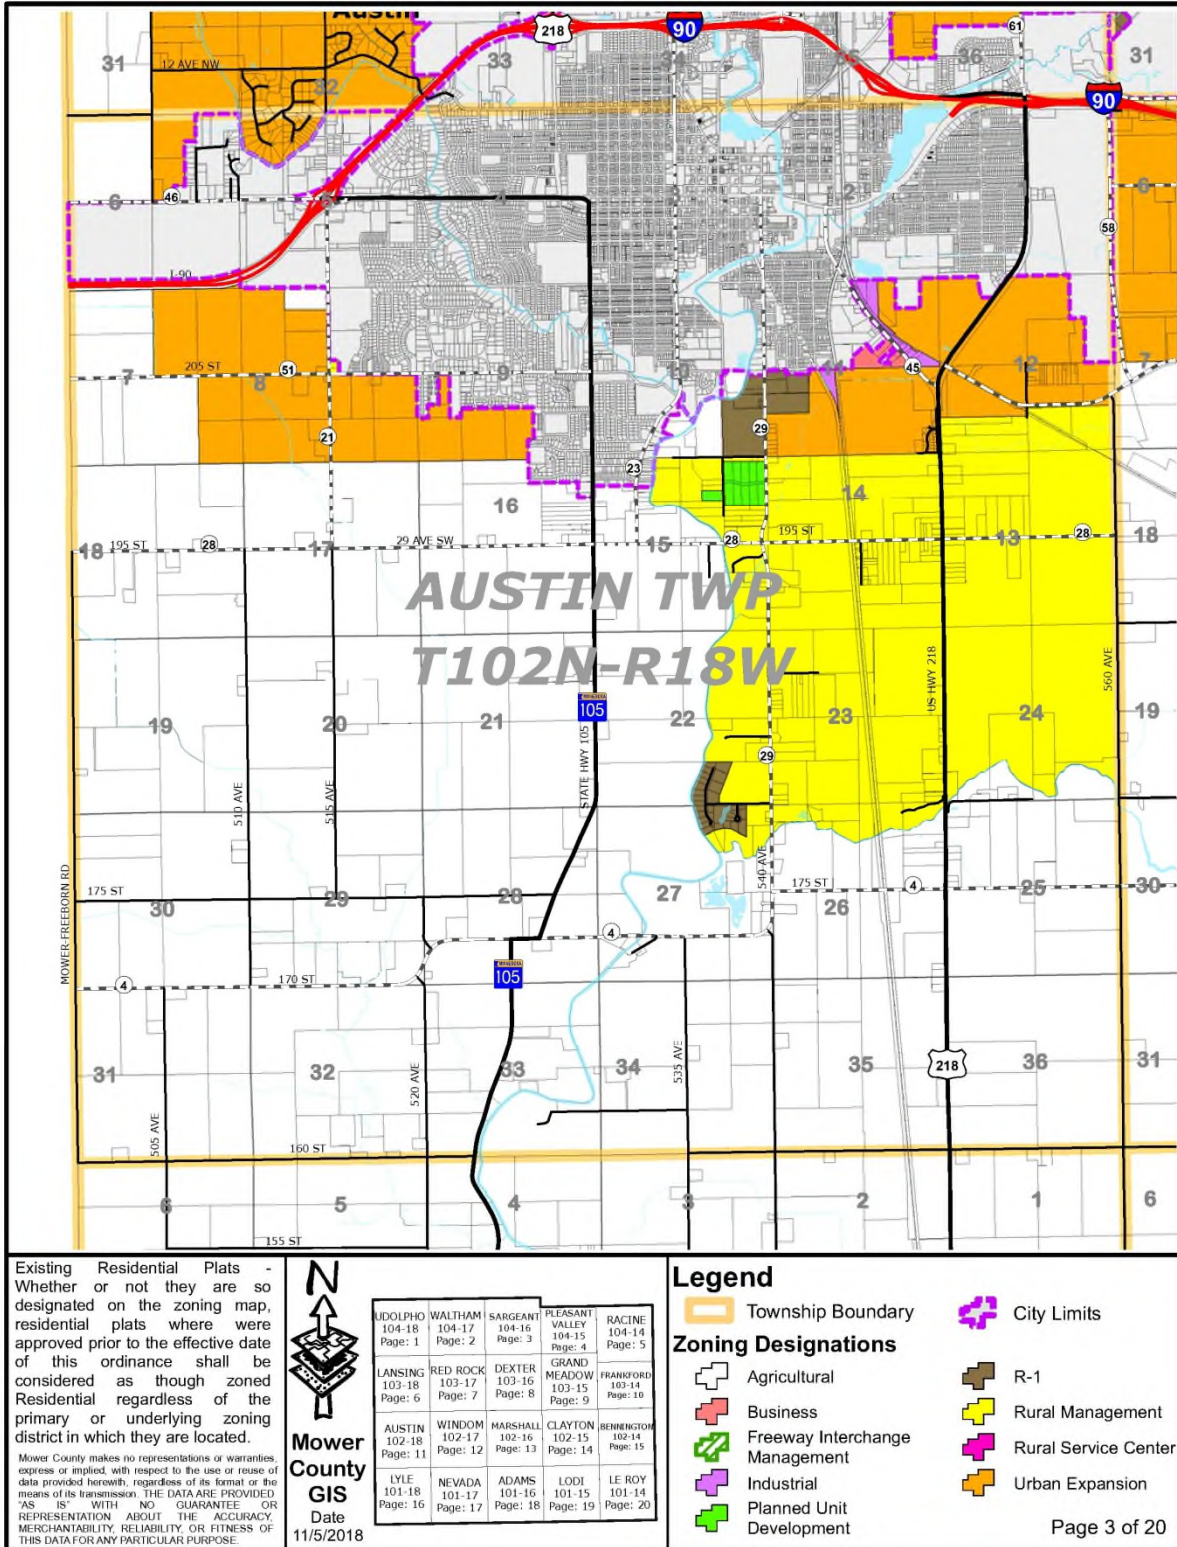 Austin
218
90
61
31
12 AVE NW
32
33
34
35
36
31
90
6
46
5
4
3
2
6
58
I-90
7
205 ST
51
8
9
10
11
45
12
7
21
29
23
16
14
18
195 ST
28
17
29 AVE SW
15
28
195 ST
13
28
18
AUSTIN TWP
T102N-R18W
560 AVE
US HWY 218
19
20
21
105
22
23
24
19
STATE HWY 105
29
510 AVE
515 AVE
MOWER-FREEBORN RD
175 ST
30
29
28
27
540 AVE
175 ST
4
26
25
30
4
4
170 ST
105
31
32
520 AVE
33
34
535 AVE
35
218
36
31
505 AVE
160 ST
6
5
4
3
2
1
6
155 ST
Existing Residential Plats -
Whether or not they are so
designated on the zoning map,
residential plats where were
approved prior to the effective date
of this ordinance shall be
considered as though zoned
Residential regardless of the
primary or underlying zoning
district in which they are located.
Mower County makes no representations or warranties,
express or implied, with respect to the use or reuse of
data provided herewith, regardless of its format or the
means of its transmission. THE DATA ARE PROVIDED
"AS IS" WITH NO GUARANTEE OR
REPRESENTATION ABOUT THE ACCURACY,
MERCHANTABILITY, RELIABILITY, OR FITNESS OF
THIS DATA FOR ANY PARTICULAR PURPOSE.
N
Mower
County
GIS
Date
11/5/2018
UDOLPHO
104-18
Page: 1
WALTHAM
104-17
Page: 2
SARGEANT
104-16
Page: 3
PLEASANT
VALLEY
104-15
Page: 4
RACINE
104-14
Page: 5
LANSING
103-18
Page: 6
RED ROCK
103-17
Page: 7
DEXTER
103-16
Page: 8
GRAND
MEADOW
103-15
Page: 9
FRANKFORD
103-14
Page: 10
AUSTIN
102-18
Page: 11
WINDOM
102-17
Page: 12
MARSHALL
102-16
Page: 13
CLAYTON
102-15
Page: 14
BENNINGTON
102-14
Page: 15
LYLE
101-18
Page: 16
NEVADA
101-17
Page: 17
ADAMS
101-16
Page: 18
LODI
101-15
Page: 19
LE ROY
101-14
Page: 20
Legend
Township Boundary
City Limits
Zoning Designations
Agricultural
Business
Freeway Interchange
Management
Industrial
Planned Unit
Development
R-1
Rural Management
Rural Service Center
Urban Expansion
Page 3 of 20